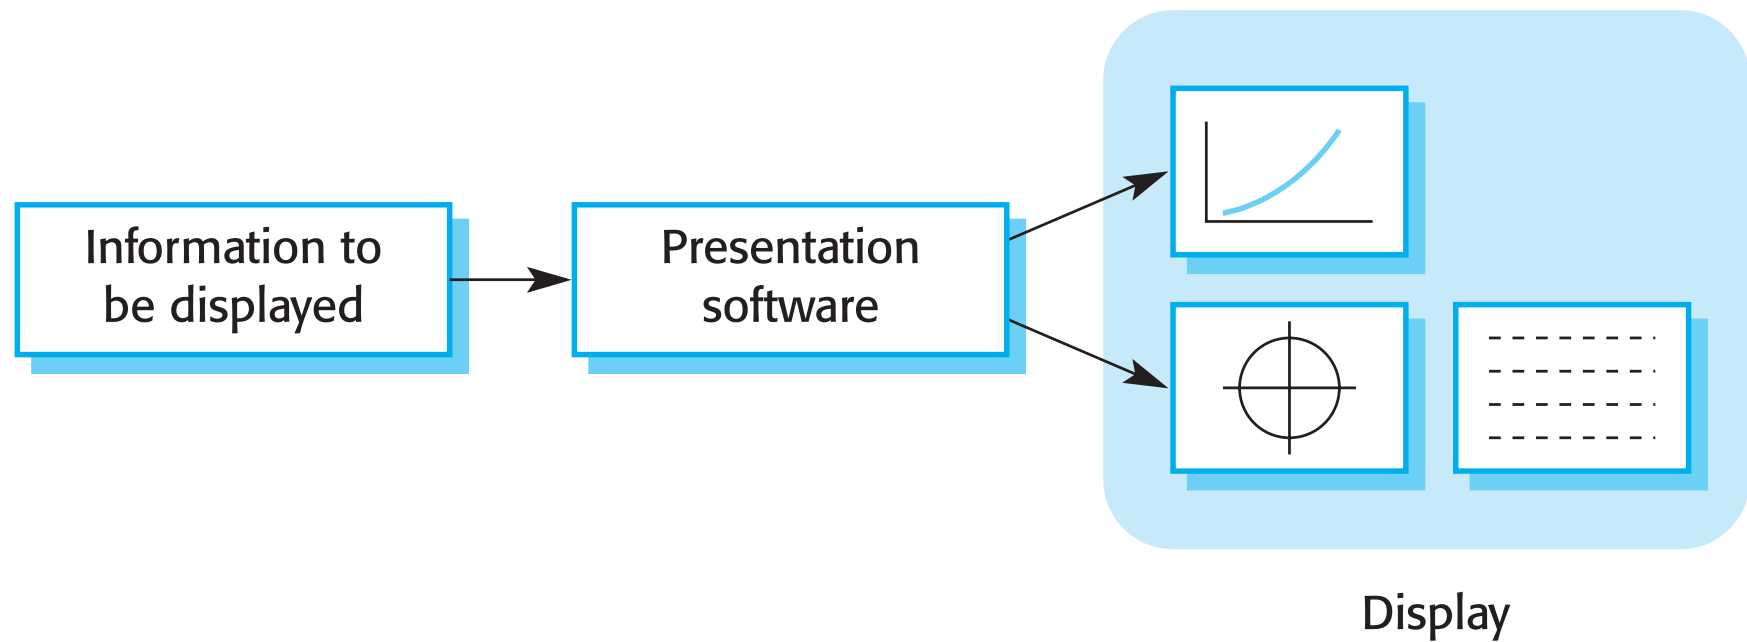 Information to
be displayed
Presentation
software
Display